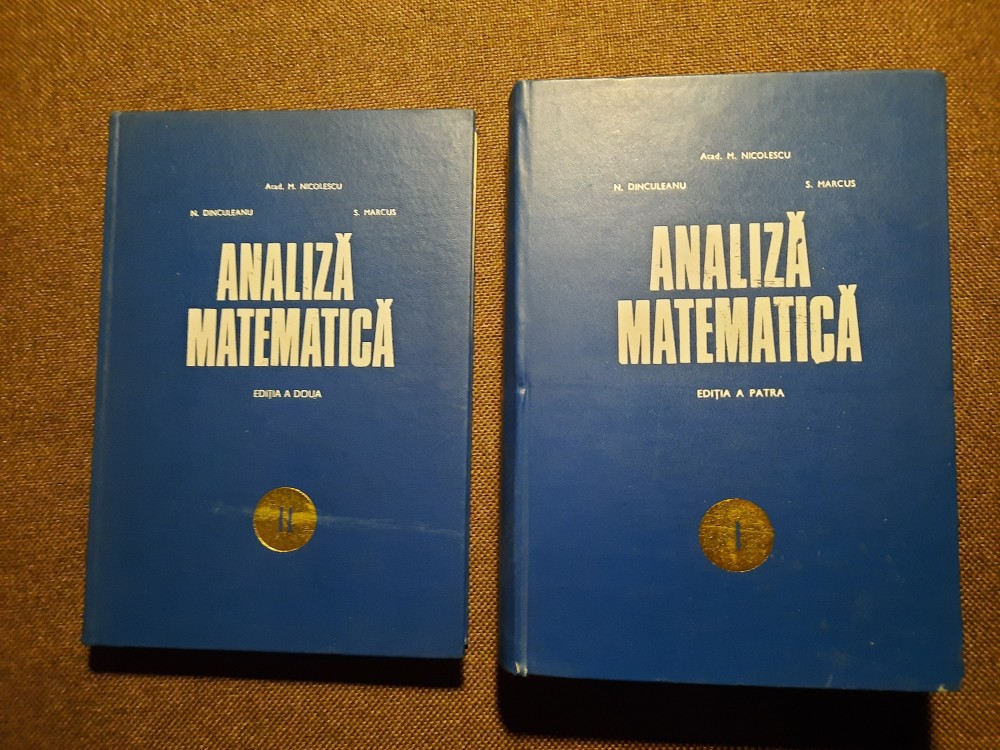 Acad. M. NICOLESCU
N. DINCULEANU S. MARCUS
ANALIZĂ
MATEMATICĂ
EDIȚIA A DOUA
II
Acad. M. NICOLESCU
N. DINCULEANU S. MARCUS
ANALIZĂ
MATEMATICĂ
EDIȚIA A PATRA
I